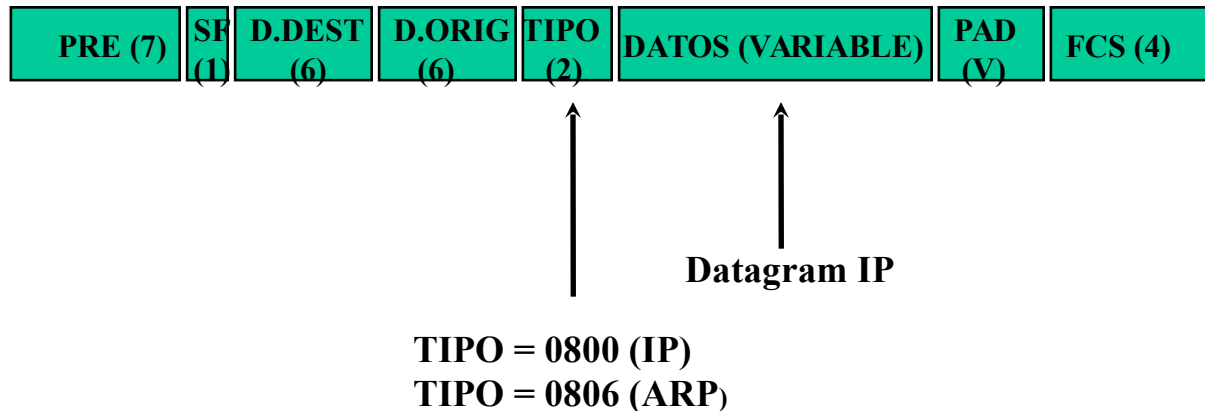 PRE (7)
SF
(1)
D.DEST
(6)
D.ORIG
(6)
TIPO
(2)
DATOS (VARIABLE)
PAD
(V)
FCS (4)
Datagram IP
TIPO = 0800 (IP)
TIPO = 0806 (ARP)